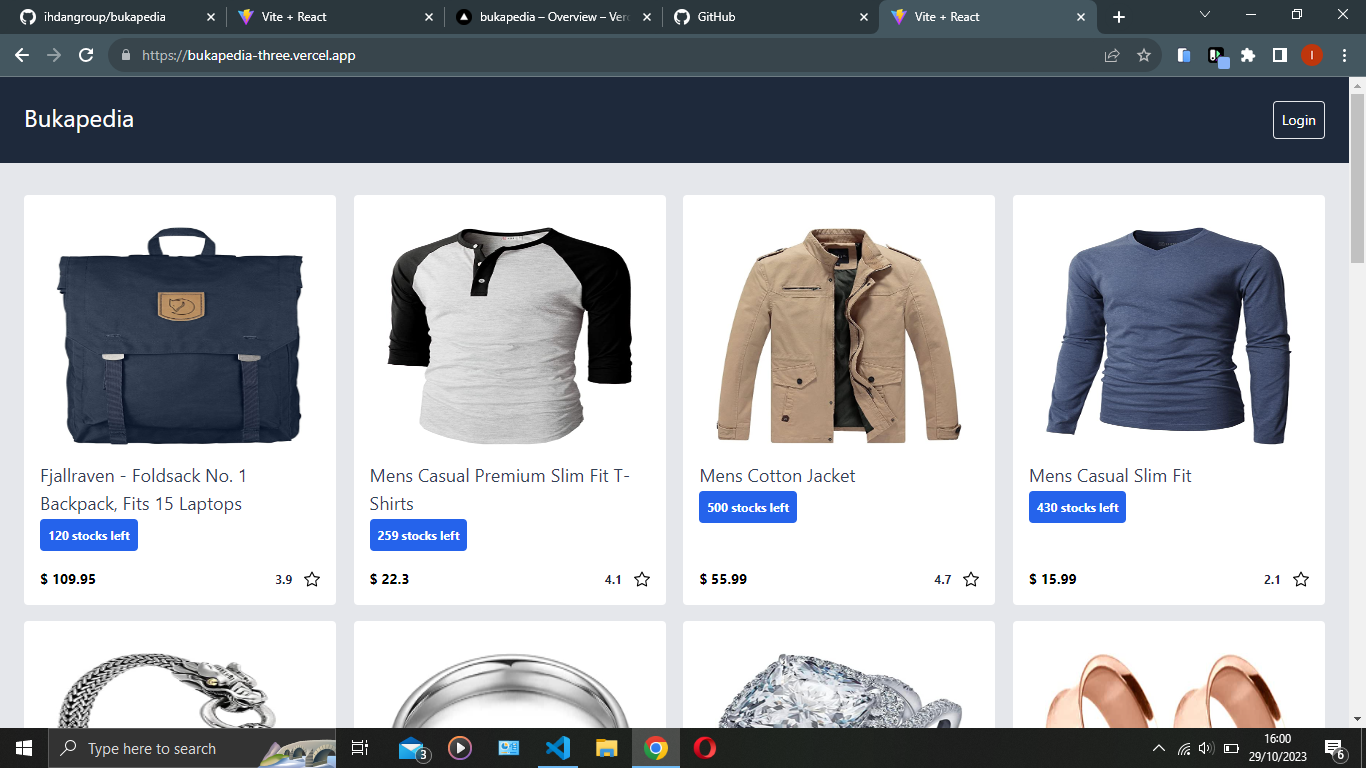 ihdangroup/bukapedia
Vite + React
bukapedia – Overview – Ver
GitHub
Vite + React
https://bukapedia-three.vercel.app
I
Bukapedia
Login
Fjallraven - Foldsack No. 1
Backpack, Fits 15 Laptops
120 stocks left
$ 109.95
3.9
Mens Casual Premium Slim Fit T-
Shirts
259 stocks left
$ 22.3
4.1
Mens Cotton Jacket
500 stocks left
$ 55.99
4.7
Mens Casual Slim Fit
430 stocks left
$ 15.99
2.1
Type here to search
3
16:00
29/10/2023
6